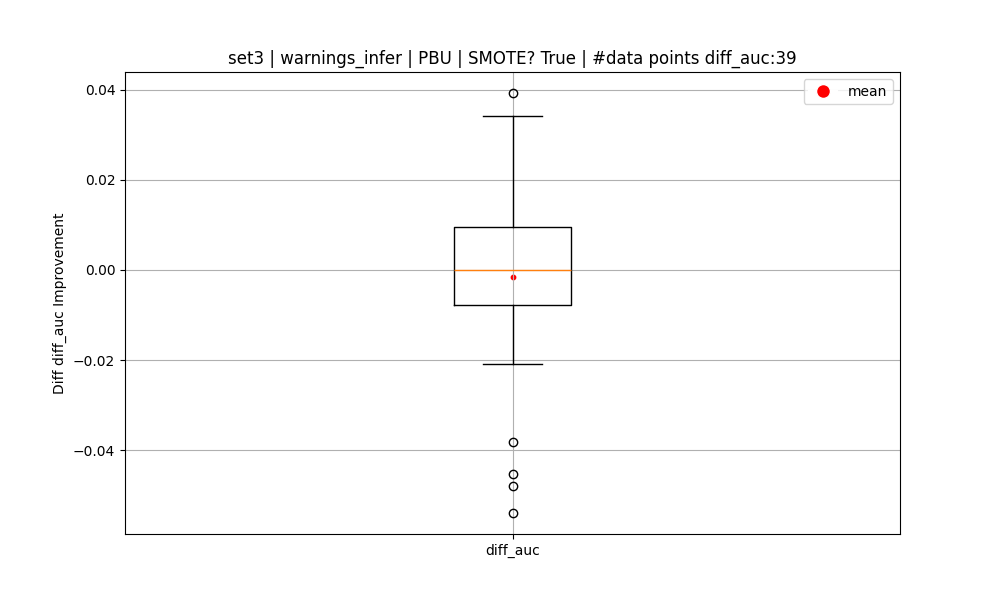 set3 | warnings_infer | PBU | SMOTE? True | #data points diff_auc:39
mean
Diff diff_auc Improvement
0.04
0.02
0.00
−0.02
−0.04
diff_auc